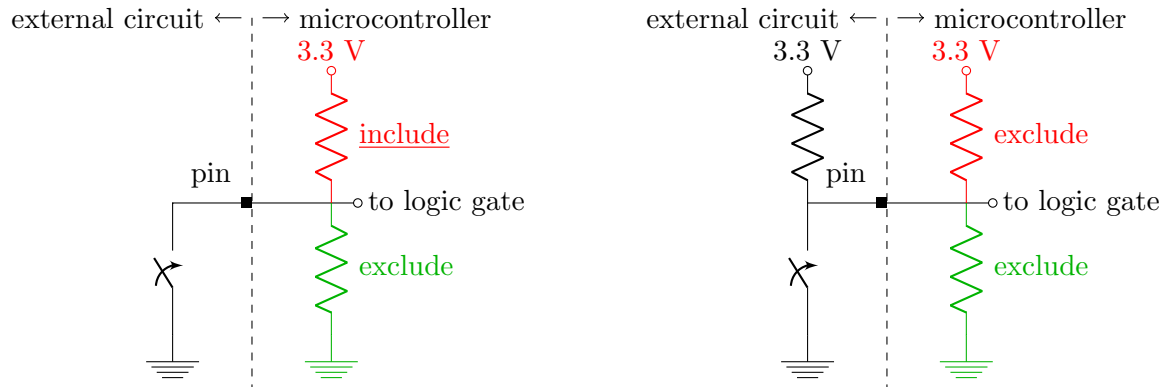 external circuit ← → microcontroller
3.3 V
include
pin
to logic gate
exclude
external circuit ← → microcontroller
3.3 V
3.3 V
exclude
pin
to logic gate
exclude